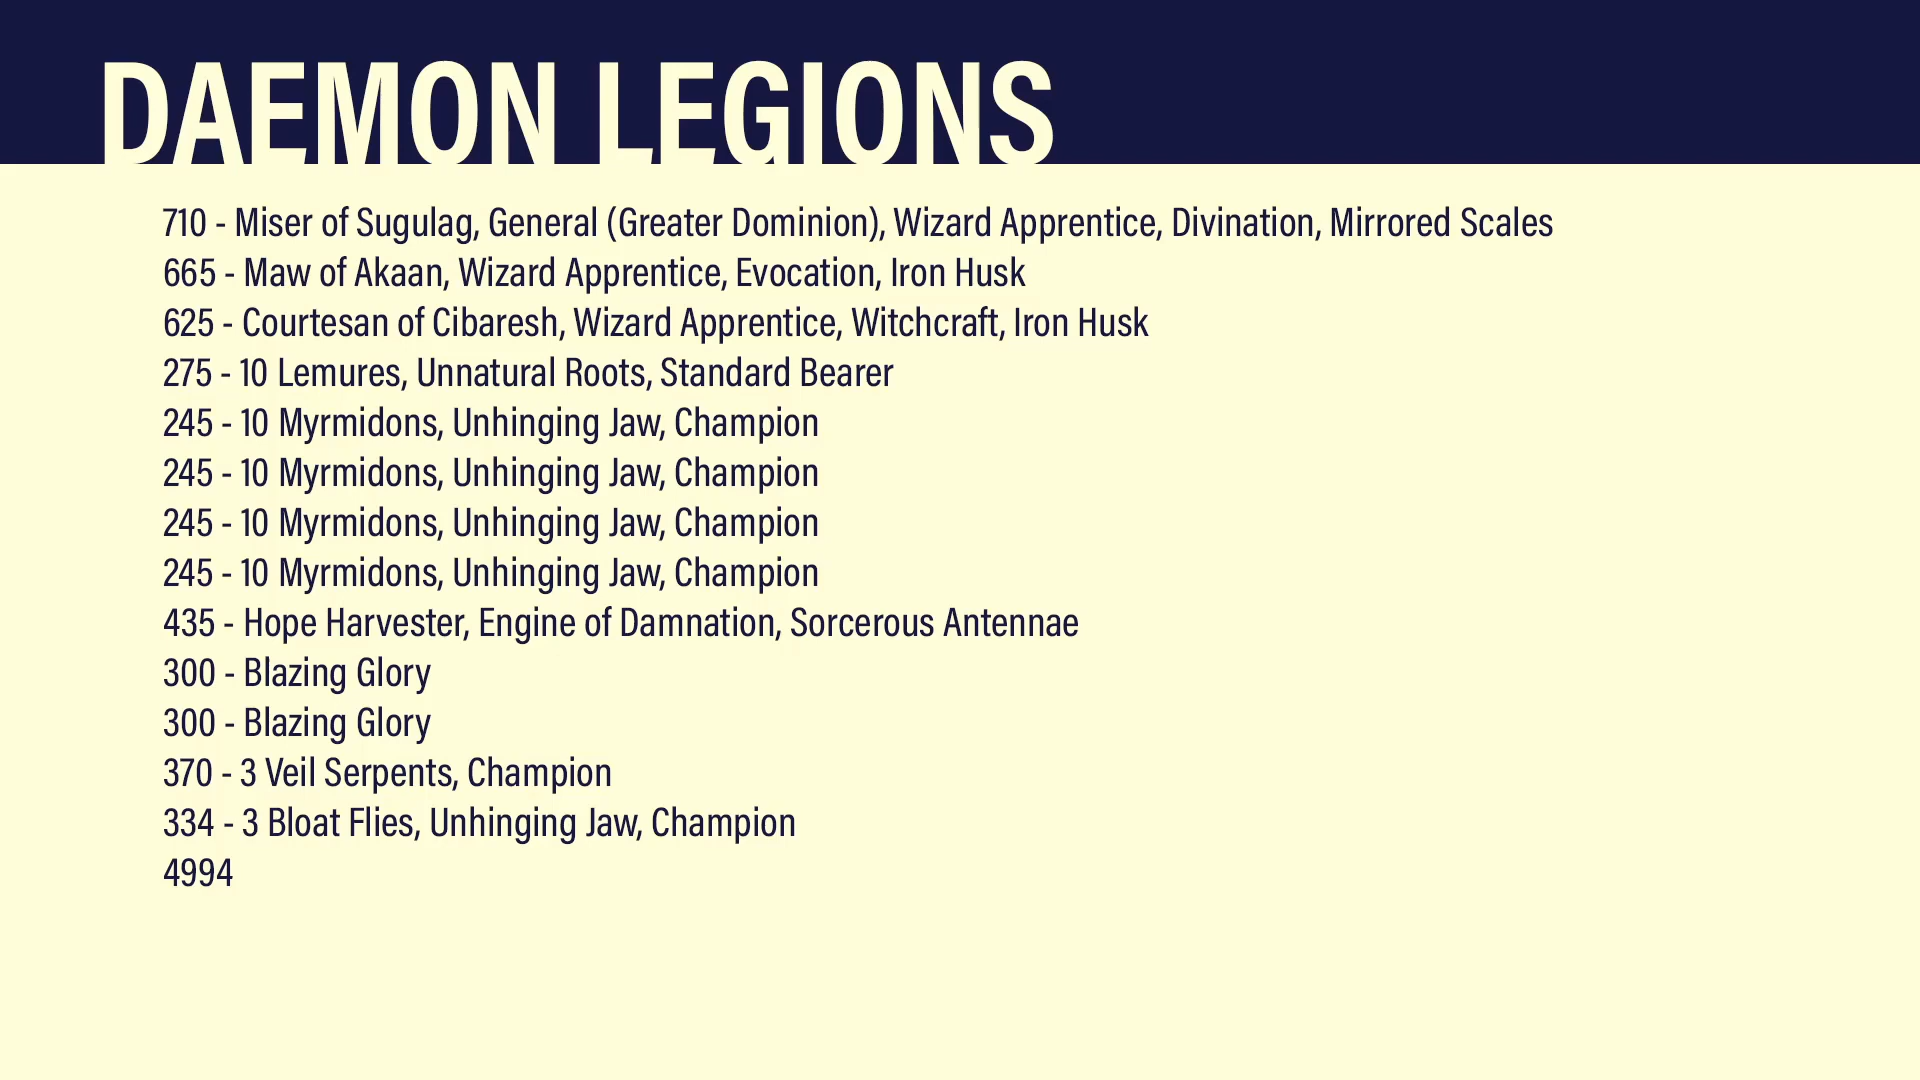 DAEMON LEGIONS
710 - Miser of Sugulag, General (Greater Dominion), Wizard Apprentice, Divination, Mirrored Scales
665 - Maw of Akaan, Wizard Apprentice, Evocation, Iron Husk
625 - Courtesan of Cibaresh, Wizard Apprentice, Witchcraft, Iron Husk
275 - 10 Lemures, Unnatural Roots, Standard Bearer
245 - 10 Myrmidons, Unhinging Jaw, Champion
245 - 10 Myrmidons, Unhinging Jaw, Champion
245 - 10 Myrmidons, Unhinging Jaw, Champion
245 - 10 Myrmidons, Unhinging Jaw, Champion
435 - Hope Harvester, Engine of Damnation, Sorcerous Antennae
300 - Blazing Glory
300 - Blazing Glory
370 - 3 Veil Serpents, Champion
334 - 3 Bloat Flies, Unhinging Jaw, Champion
4994